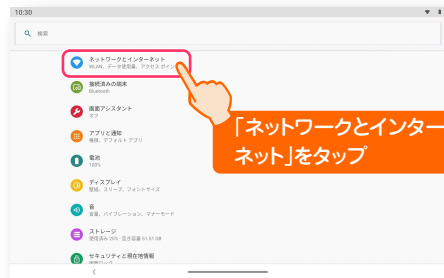 10:30
検索
ネットワークとインターネット
WLAN、データ使用量、アクセス ポイン
接続済みの端末
Bluetooth
画面アシスタント
オフ
「ネットワークとインター
ネット」をタップ
アプリと通知
権限、デフォルト アプリ
電池
100%
ディスプレイ
壁紙、スリープ、フォントサイズ
音
音量、バイブレーション、マナーモード
ストレージ
使用済み 20% - 空き容量 51.51 GB
セキュリティと現在地情報